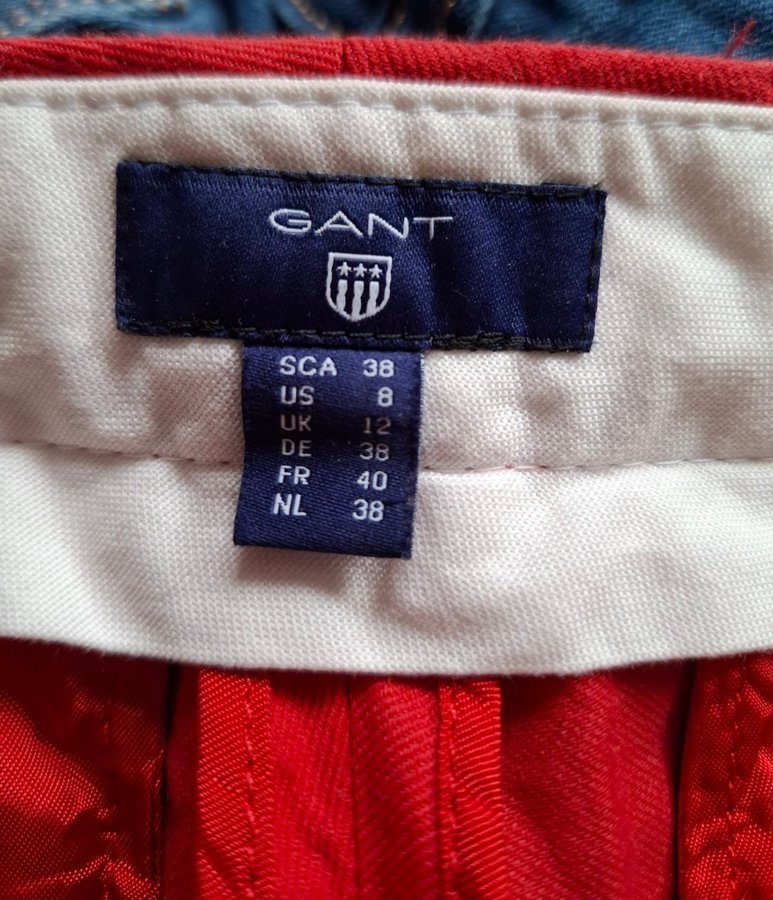 GANT
SCA 38
US 8
UK 12
DE 38
FR 40
NL 38